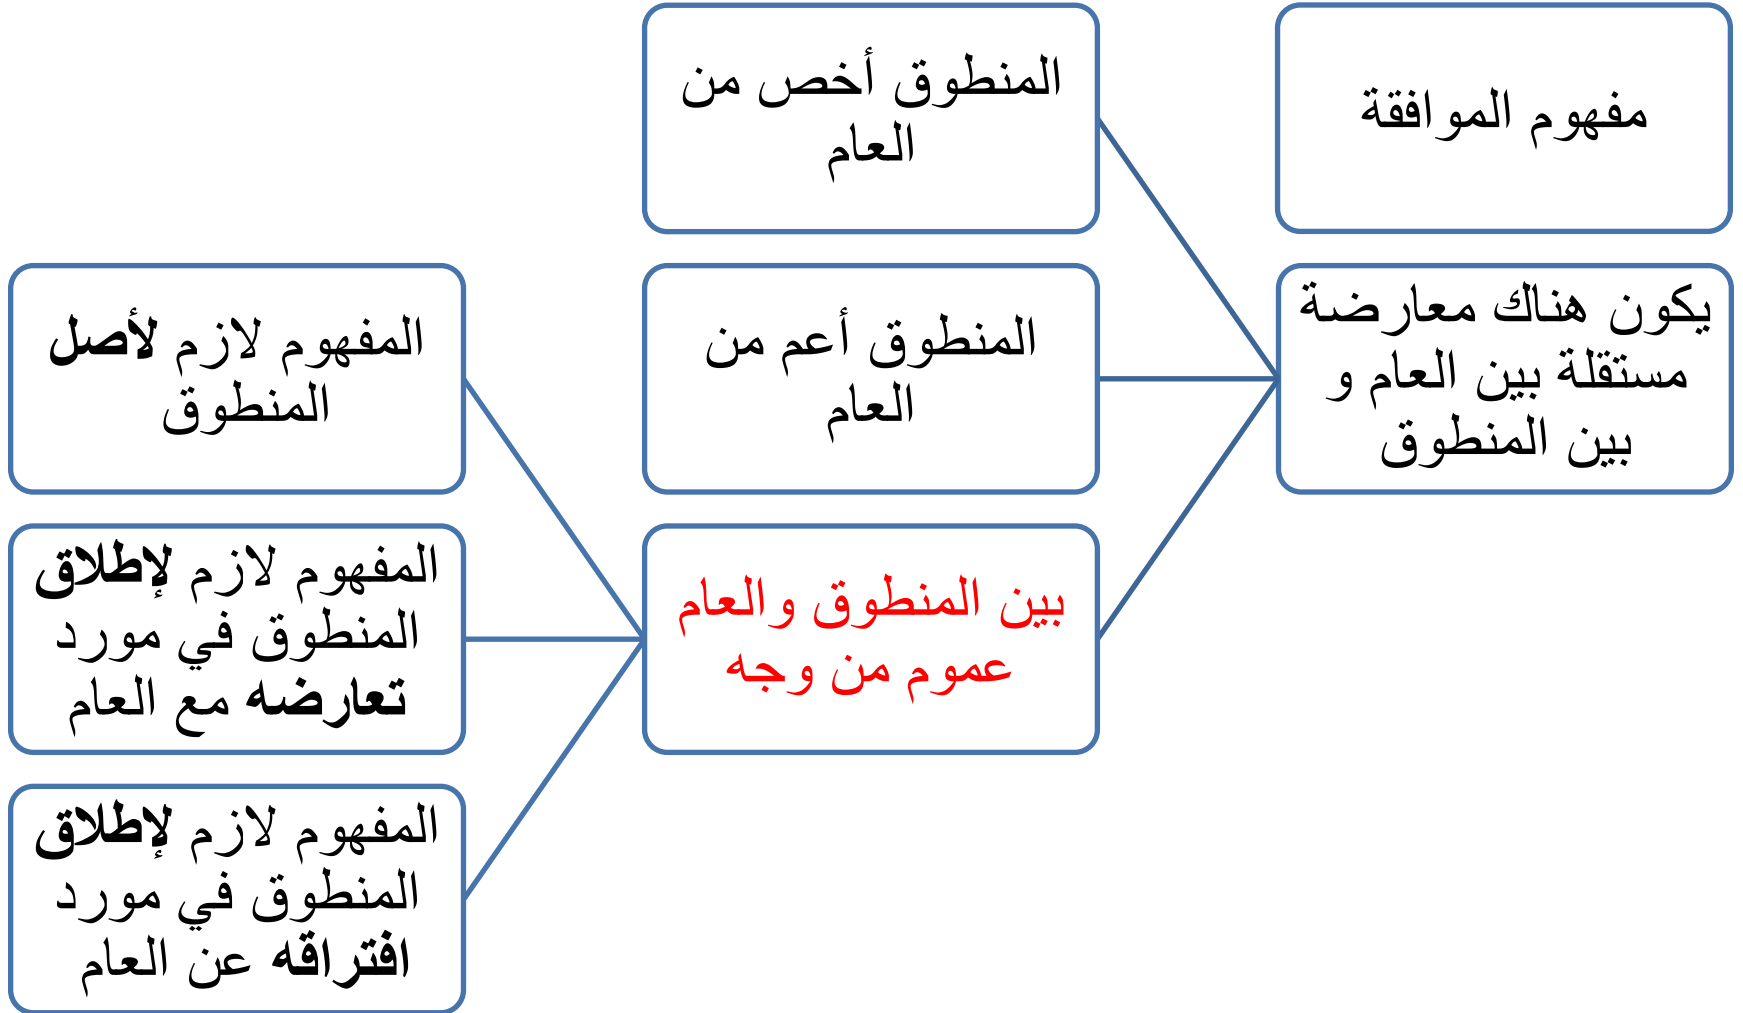 مفهوم الموافقة
يكون هناك معارضة
مستقلة بين العام و
بين المنطوق
المنطوق أخص من
العام
المنطوق أعم من
العام
بين المنطوق والعام
عموم من وجه
المفهوم لازم لأصل
المنطوق
المفهوم لازم لإطلاق
المنطوق في مورد
تعارضه مع العام
المفهوم لازم لإطلاق
المنطوق في مورد
افتراقه عن العام